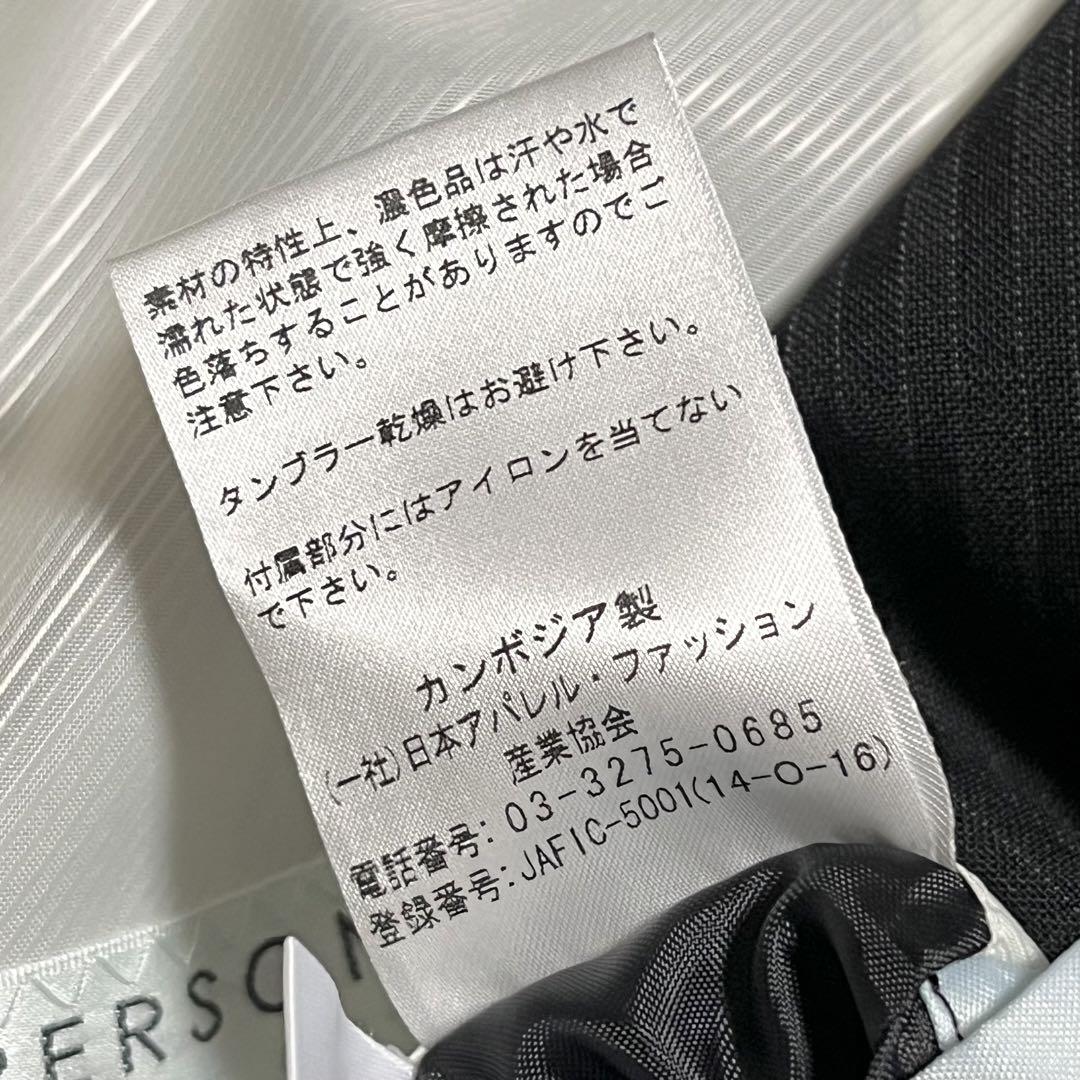 素材の特性上、濃色品は汗や水で
濡れた状態で強く摩擦された場合
色落ちすることがありますのでご
注意下さい。
タンブラー乾燥はお避け下さい。
付属部分にはアイロンを当てない
で下さい。
カンボジア製
(一社)日本アパレル・ファッション
産業協会
電話番号: 03-3275-0685
登録番号: JAFIC-5001(14-O-16)
PERSON